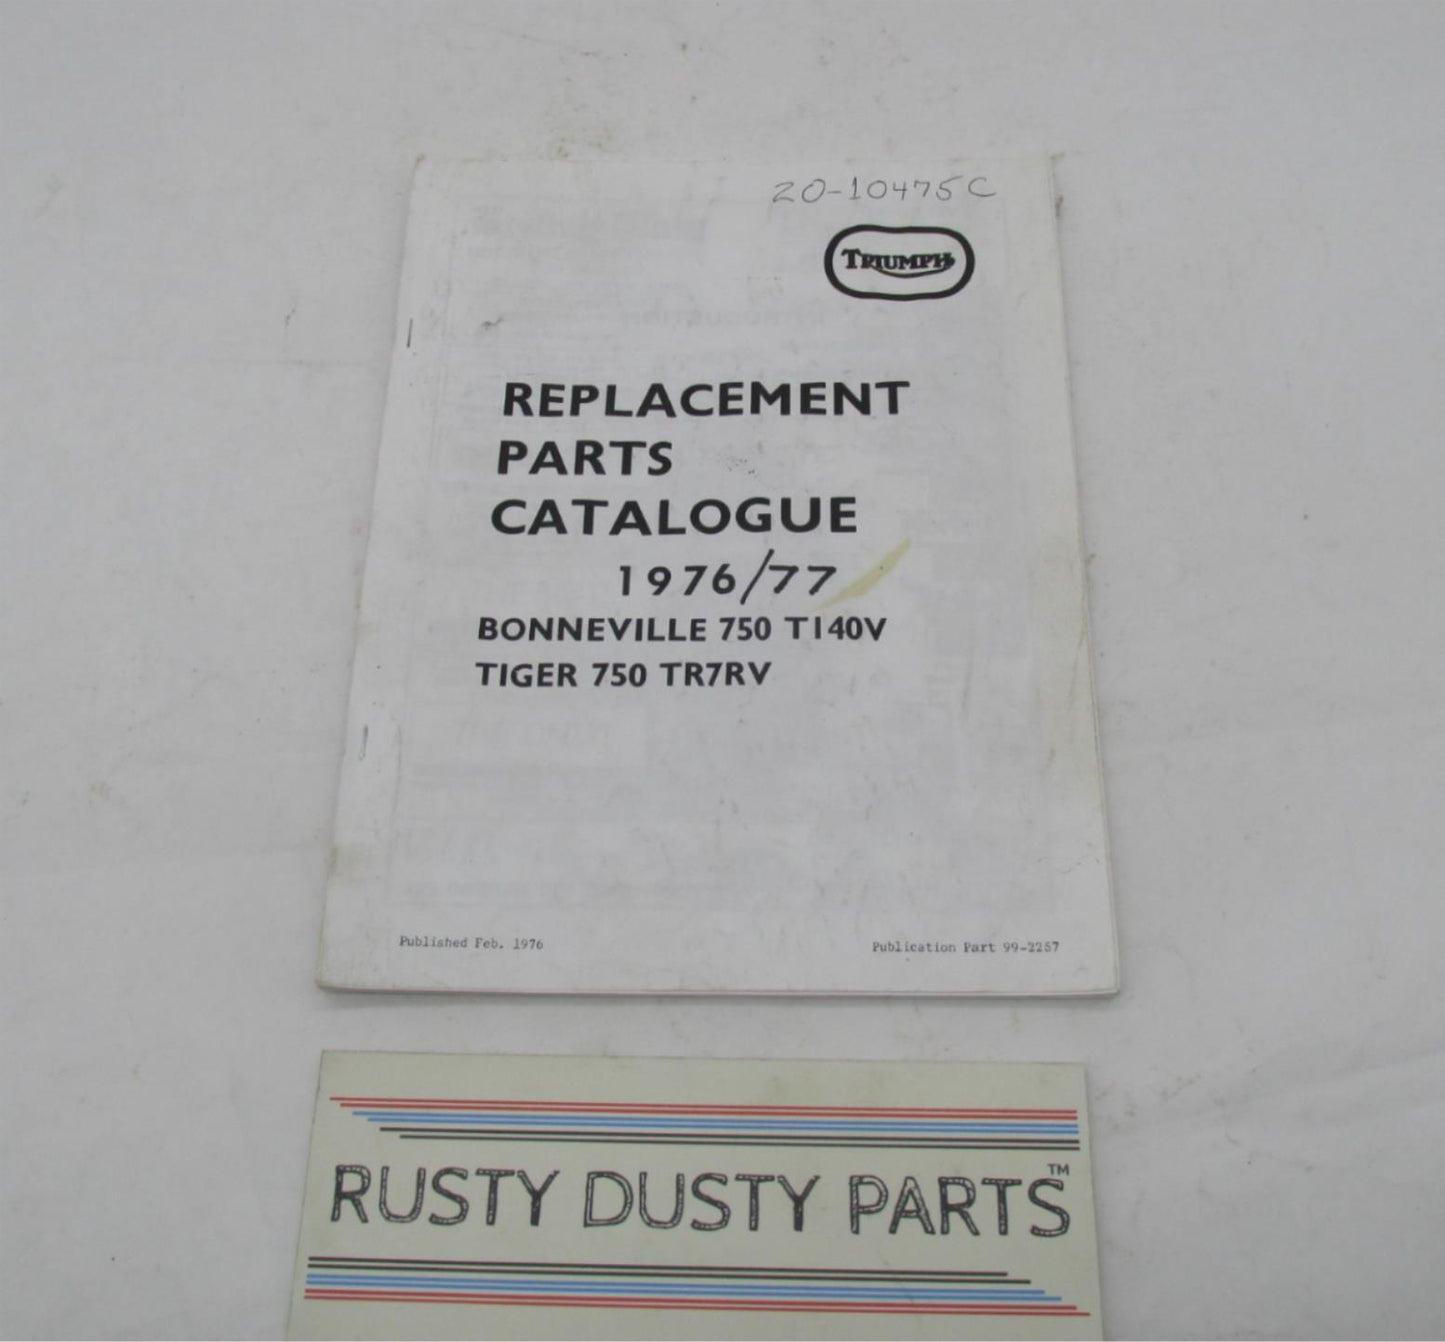 20-10475C
TRIUMPH
REPLACEMENT
PARTS
CATALOGUE
1976/77
BONNEVILLE 750 T140V
TIGER 750 TR7RV
Published Feb. 1976
Publication Part 99-2257
RUSTY DUSTY PARTS™